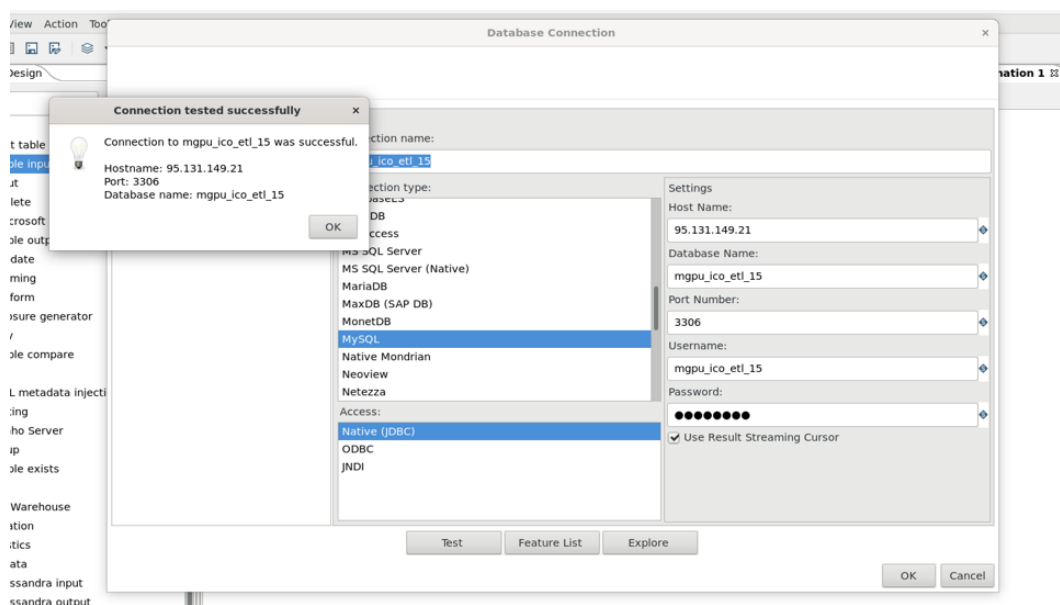 View Action Too
Database Connection
Design
nation 1
Connection tested successfully
Connection to mgpu_ico_etl_15 was successful.
Hostname: 95.131.149.21
Port: 3306
Database name: mgpu_ico_etl_15
OK
ction name:
u_ico_etl_15
ection type:
DB
ccess
MS SQL Server
MS SQL Server (Native)
MariaDB
MaxDB (SAP DB)
MonetDB
MySQL
Native Mondrian
Neoview
Netezza
Access:
Native (JDBC)
ODBC
JNDI
Settings
Host Name:
95.131.149.21
Database Name:
mgpu_ico_etl_15
Port Number:
3306
Username:
mgpu_ico_etl_15
Password:
●●●●●●●●
Use Result Streaming Cursor
Test Feature List Explore
OK Cancel
t table
ble inpu
ut
lete
crosoft
ble outp
date
ming
form
osure generator
y
ble compare
L metadata injecti
ting
ho Server
up
ble exists
Warehouse
ation
stics
ata
ssandra input
ssandra output